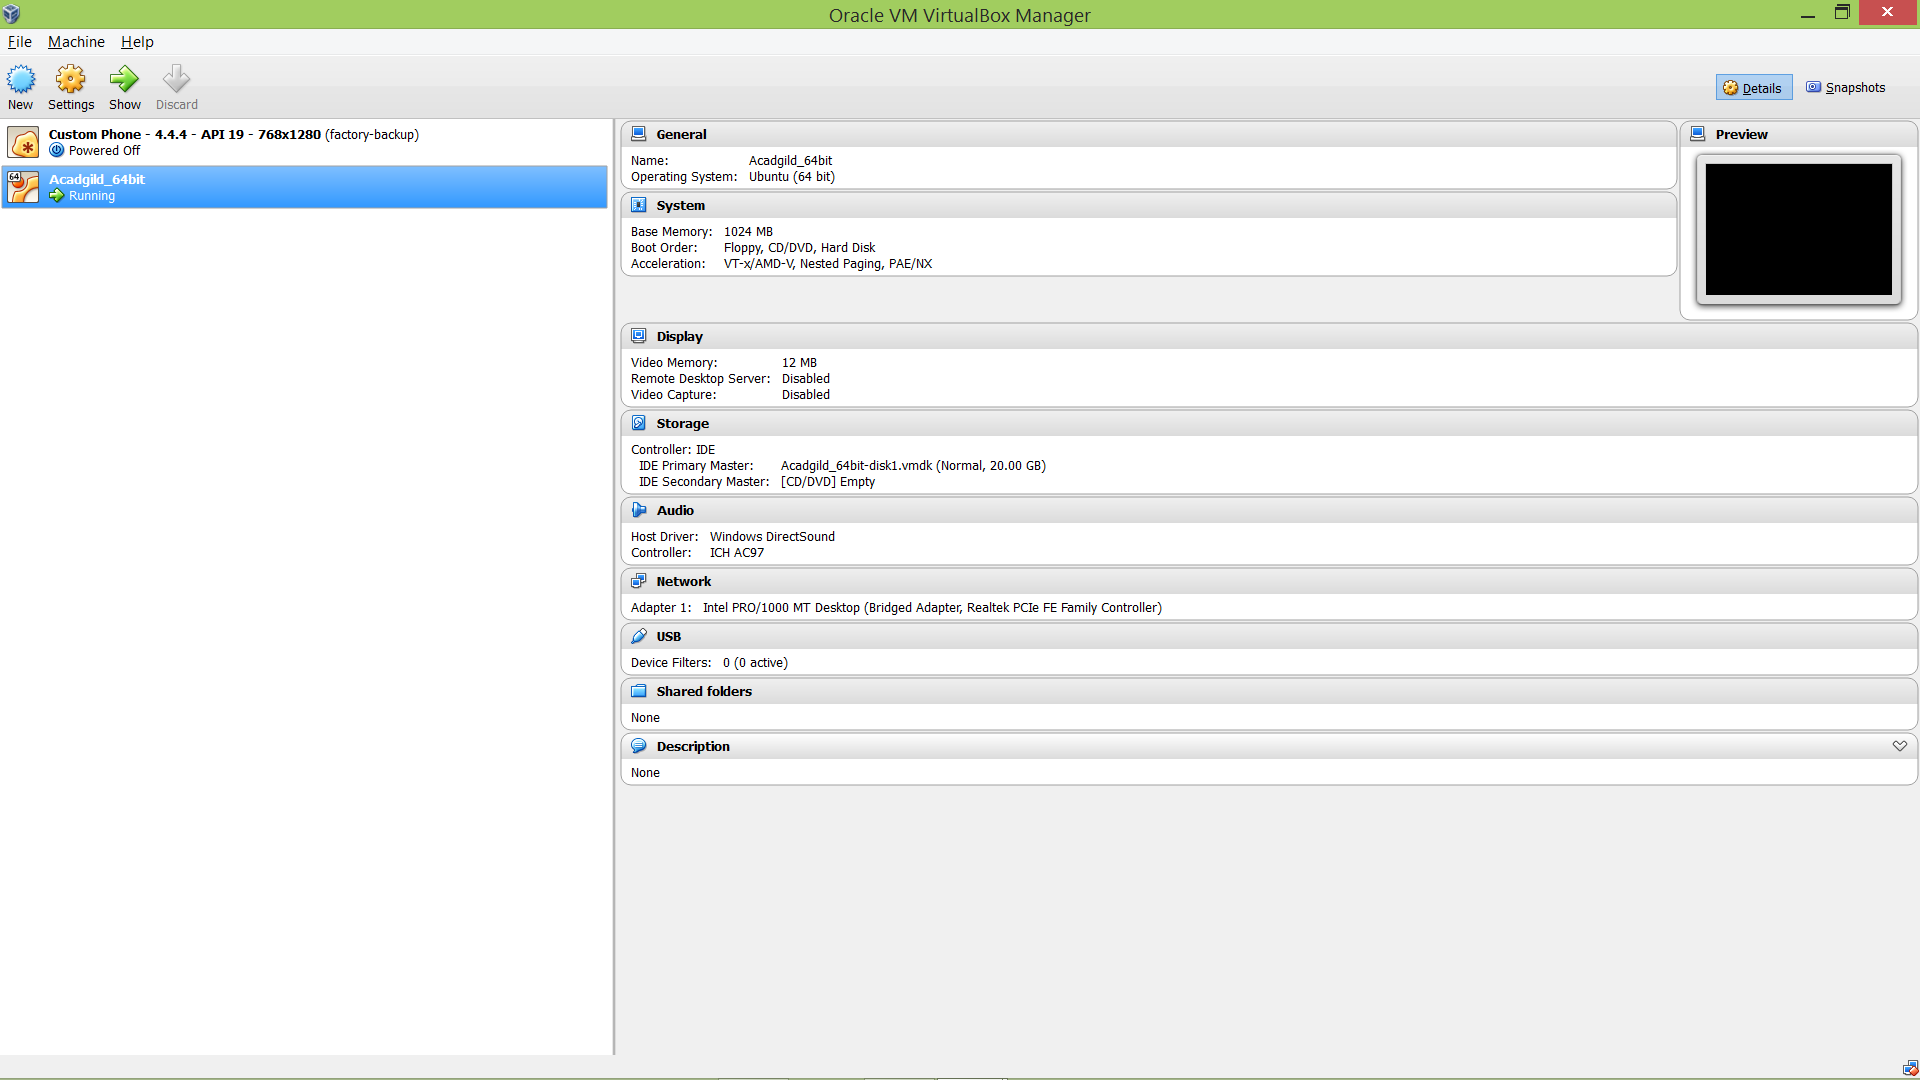 Oracle VM VirtualBox Manager
File Machine Help
New Settings Show Discard
Details Snapshots
Custom Phone - 4.4.4 - API 19 - 768x1280 (factory-backup)
Powered Off
64
Acadgild_64bit
Running
General
Name: Acadgild_64bit
Operating System: Ubuntu (64 bit)
System
Base Memory: 1024 MB
Boot Order: Floppy, CD/DVD, Hard Disk
Acceleration: VT-x/AMD-V, Nested Paging, PAE/NX
Preview
Display
Video Memory: 12 MB
Remote Desktop Server: Disabled
Video Capture: Disabled
Storage
Controller: IDE
IDE Primary Master: Acadgild_64bit-disk1.vmdk (Normal, 20.00 GB)
IDE Secondary Master: [CD/DVD] Empty
Audio
Host Driver: Windows DirectSound
Controller: ICH AC97
Network
Adapter 1: Intel PRO/1000 MT Desktop (Bridged Adapter, Realtek PCIe FE Family Controller)
USB
Device Filters: 0 (0 active)
Shared folders
None
Description
None